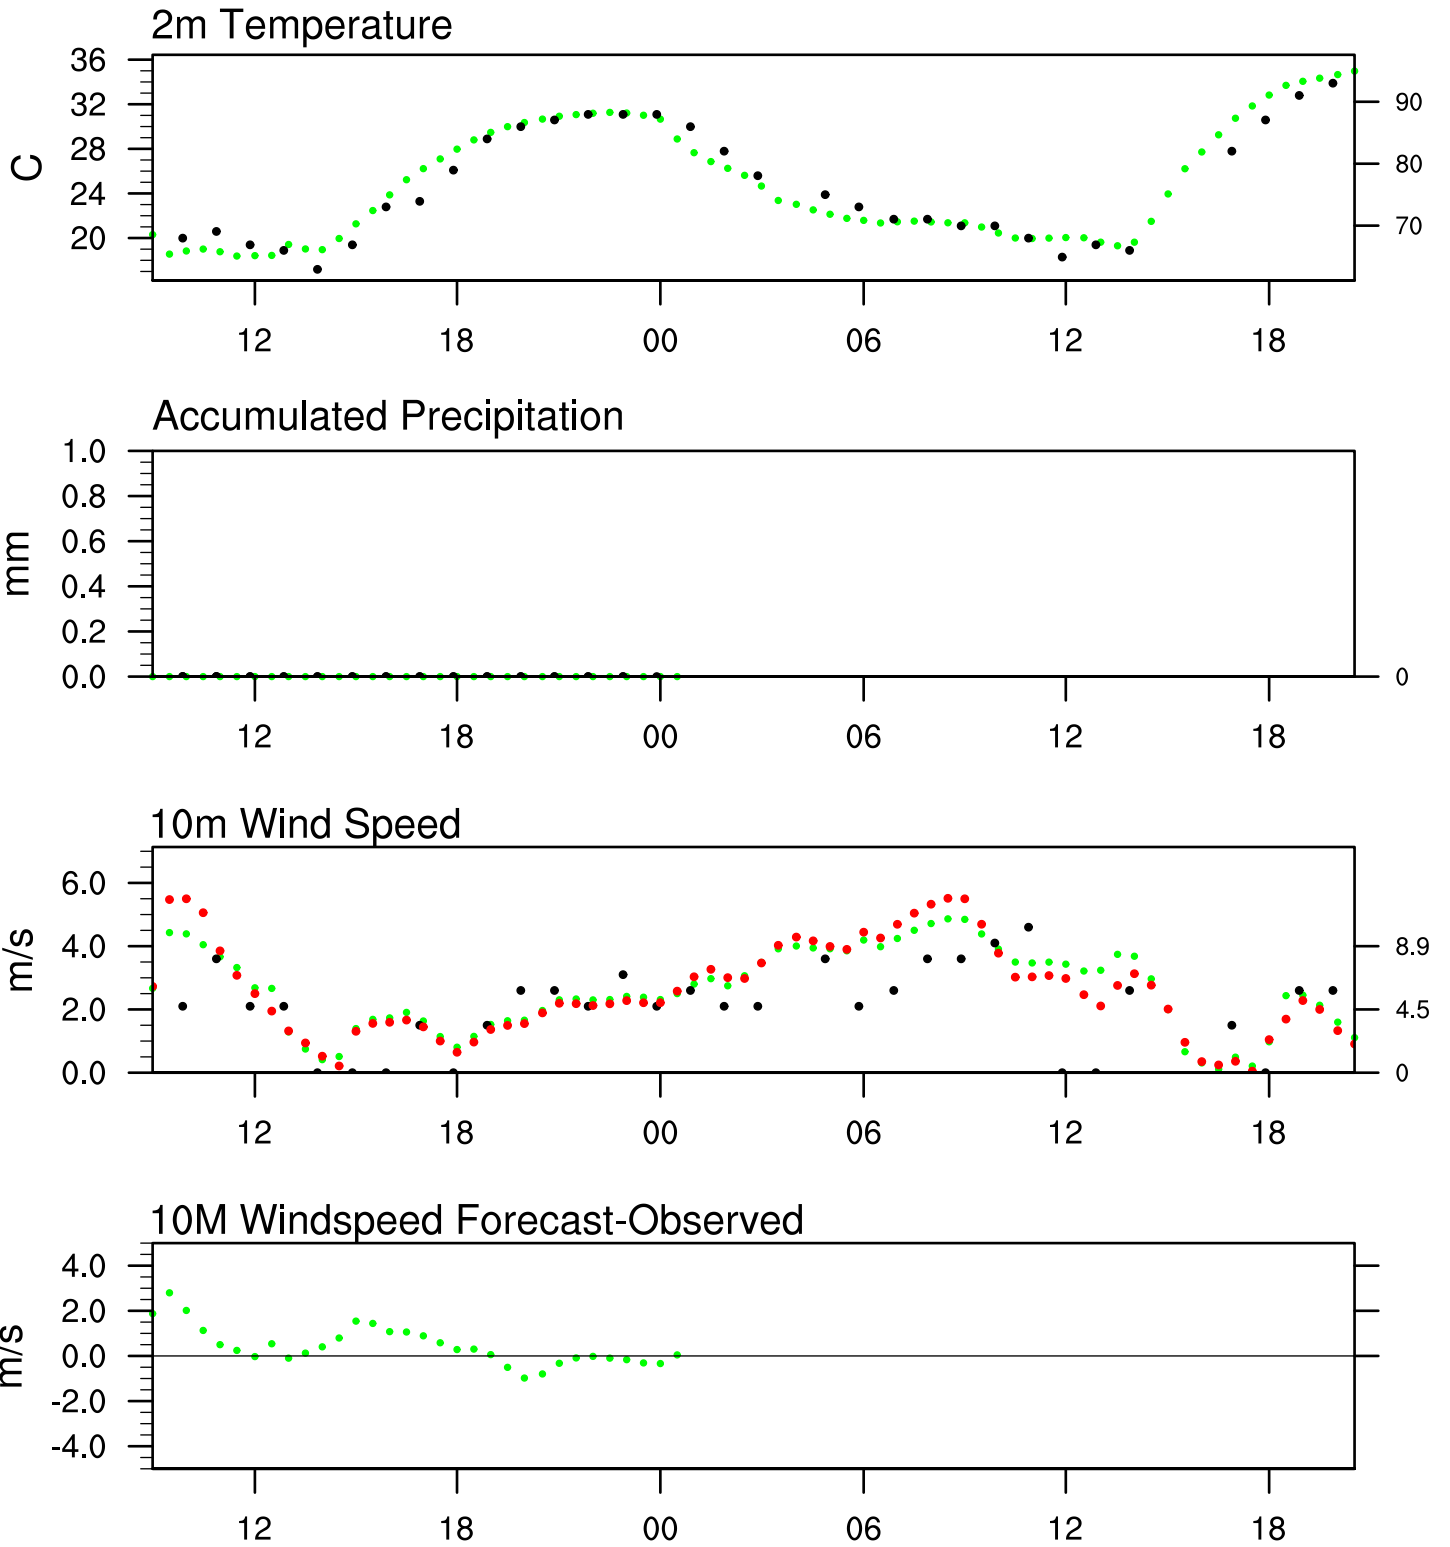 2m Temperature
36
32
28
24
20
C
90
80
70
12 18 00 06 12 18
Accumulated Precipitation
1.0
0.8
0.6
0.4
0.2
0.0
mm
0
12 18 00 06 12 18
10m Wind Speed
6.0
4.0
2.0
0.0
m/s
8.9
4.5
0
12 18 00 06 12 18
10M Windspeed Forecast-Observed
4.0
2.0
0.0
-2.0
-4.0
m/s
12 18 00 06 12 18